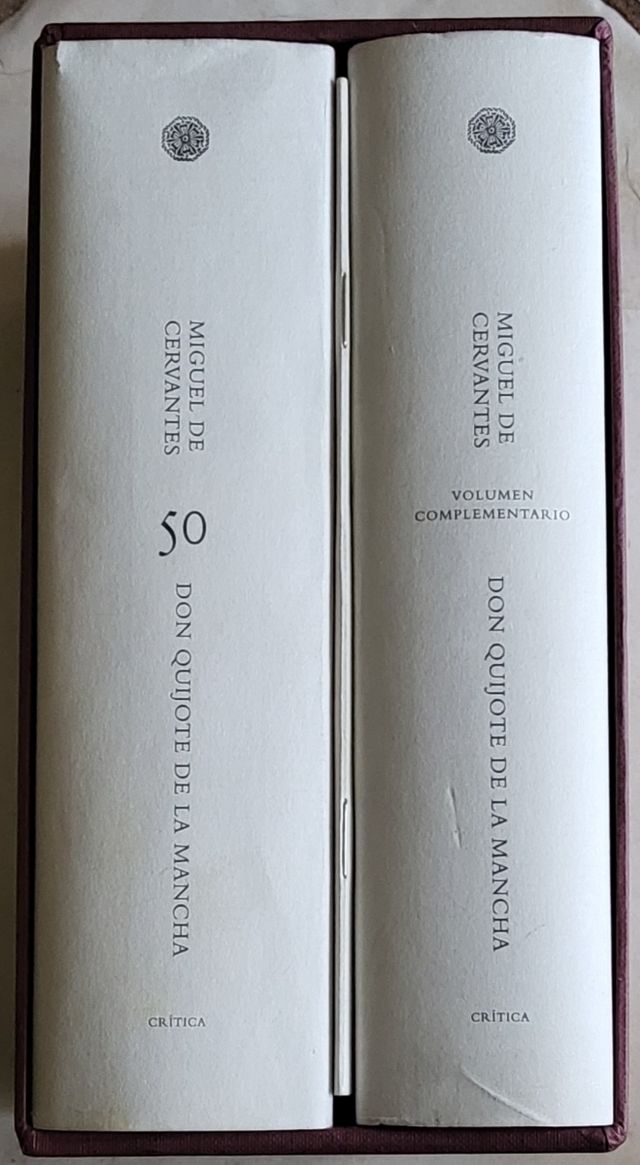 MIGUEL DE
CERVANTES
50
DON QUIJOTE DE LA MANCHA
CRÍTICA
MIGUEL DE
CERVANTES
VOLUMEN
COMPLEMENTARIO
DON QUIJOTE DE LA MANCHA
CRÍTICA